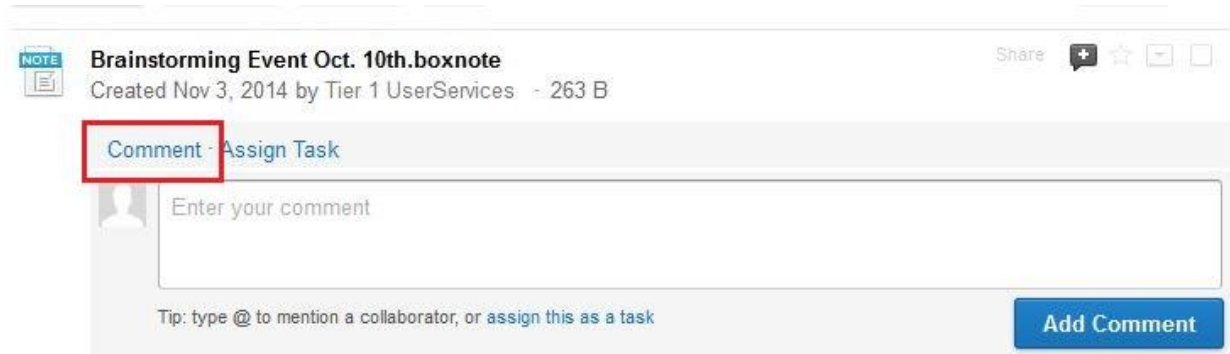 NOTE
Brainstorming Event Oct. 10th.boxnote
Share
Created Nov 3, 2014 by Tier 1 UserServices - 263 B
Comment · Assign Task
Enter your comment
Tip: type @ to mention a collaborator, or assign this as a task
Add Comment